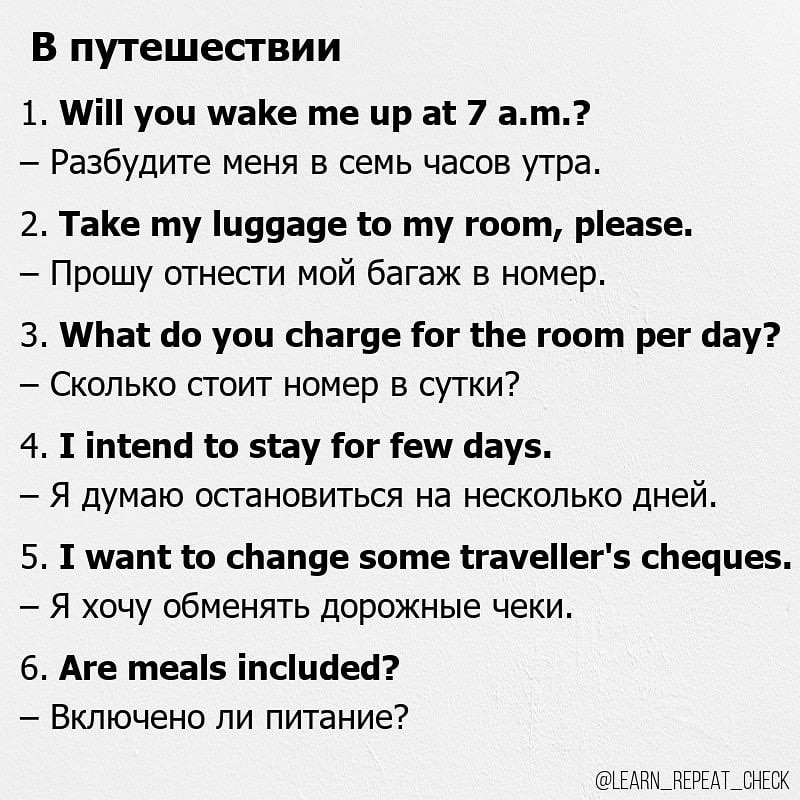 В путешествии
1. Will you wake me up at 7 a.m.?
– Разбудите меня в семь часов утра.
2. Take my luggage to my room, please.
– Прошу отнести мой багаж в номер.
3. What do you charge for the room per day?
– Сколько стоит номер в сутки?
4. I intend to stay for few days.
– Я думаю остановиться на несколько дней.
5. I want to change some traveller's cheques.
– Я хочу обменять дорожные чеки.
6. Are meals included?
– Включено ли питание?
@LEARN_REPEAT_CHECK